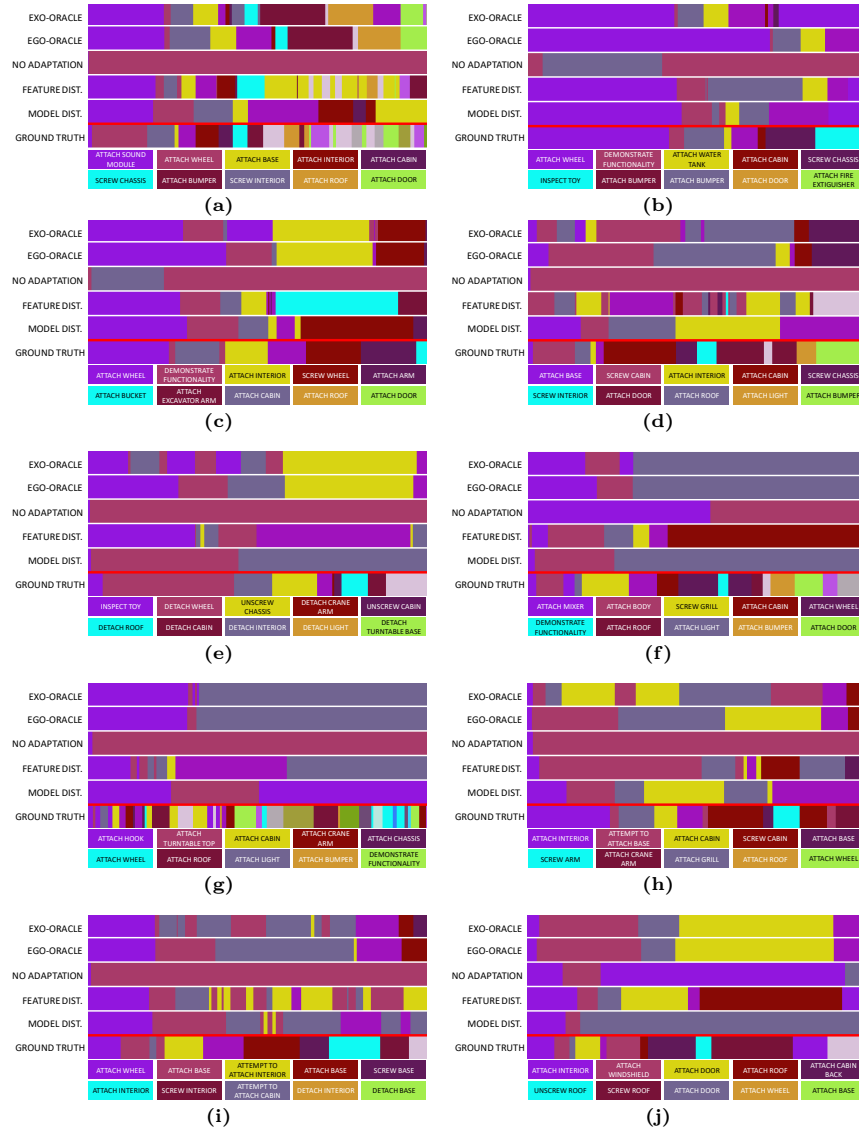 EXO-ORACLE
EGO-ORACLE
NO ADAPTATION
FEATURE DIST.
MODEL DIST.
GROUND TRUTH
ATTACH SOUND MODULE ATTACH WHEEL ATTACH BASE ATTACH INTERIOR ATTACH CABIN
SCREW CHASSIS ATTACH BUMPER SCREW INTERIOR ATTACH ROOF ATTACH DOOR
(a)
EXO-ORACLE
EGO-ORACLE
NO ADAPTATION
FEATURE DIST.
MODEL DIST.
GROUND TRUTH
ATTACH WHEEL DEMONSTRATE FUNCTIONALITY ATTACH WATER TANK ATTACH CABIN SCREW CHASSIS
INSPECT TOY ATTACH BUMPER ATTACH BUMPER ATTACH DOOR ATTACH FIRE EXTIGUISHER
(b)
EXO-ORACLE
EGO-ORACLE
NO ADAPTATION
FEATURE DIST.
MODEL DIST.
GROUND TRUTH
ATTACH WHEEL DEMONSTRATE FUNCTIONALITY ATTACH INTERIOR SCREW WHEEL ATTACH ARM
ATTACH BUCKET ATTACH EXCAVATOR ARM ATTACH CABIN ATTACH ROOF ATTACH DOOR
(c)
EXO-ORACLE
EGO-ORACLE
NO ADAPTATION
FEATURE DIST.
MODEL DIST.
GROUND TRUTH
ATTACH BASE SCREW CABIN ATTACH INTERIOR ATTACH CABIN SCREW CHASSIS
SCREW INTERIOR ATTACH DOOR ATTACH ROOF ATTACH LIGHT ATTACH BUMPER
(d)
EXO-ORACLE
EGO-ORACLE
NO ADAPTATION
FEATURE DIST.
MODEL DIST.
GROUND TRUTH
INSPECT TOY DETACH WHEEL UNSCREW CHASSIS DETACH CRANE ARM UNSCREW CABIN
DETACH ROOF DETACH CABIN DETACH INTERIOR DETACH LIGHT DETACH TURNTABLE BASE
(e)
EXO-ORACLE
EGO-ORACLE
NO ADAPTATION
FEATURE DIST.
MODEL DIST.
GROUND TRUTH
ATTACH MIXER ATTACH BODY SCREW GRILL ATTACH CABIN ATTACH WHEEL
DEMONSTRATE FUNCTIONALITY ATTACH ROOF ATTACH LIGHT ATTACH BUMPER ATTACH DOOR
(f)
EXO-ORACLE
EGO-ORACLE
NO ADAPTATION
FEATURE DIST.
MODEL DIST.
GROUND TRUTH
ATTACH HOOK ATTACH TURNTABLE TOP ATTACH CABIN ATTACH CRANE ARM ATTACH CHASSIS
ATTACH WHEEL ATTACH ROOF ATTACH LIGHT ATTACH BUMPER DEMONSTRATE FUNCTIONALITY
(g)
EXO-ORACLE
EGO-ORACLE
NO ADAPTATION
FEATURE DIST.
MODEL DIST.
GROUND TRUTH
ATTACH INTERIOR ATTEMPT TO ATTACH BASE ATTACH CABIN SCREW CABIN ATTACH BASE
SCREW ARM ATTACH CRANE ARM ATTACH GRILL ATTACH ROOF ATTACH WHEEL
(h)
EXO-ORACLE
EGO-ORACLE
NO ADAPTATION
FEATURE DIST.
MODEL DIST.
GROUND TRUTH
ATTACH WHEEL ATTACH BASE ATTEMPT TO ATTACH INTERIOR ATTACH BASE SCREW BASE
ATTACH INTERIOR SCREW INTERIOR ATTEMPT TO ATTACH CABIN DETACH INTERIOR DETACH BASE
(i)
EXO-ORACLE
EGO-ORACLE
NO ADAPTATION
FEATURE DIST.
MODEL DIST.
GROUND TRUTH
ATTACH INTERIOR ATTACH WINDSHIELD ATTACH DOOR ATTACH ROOF ATTACH CABIN BACK
UNSCREW ROOF SCREW ROOF ATTACH DOOR ATTACH WHEEL ATTACH BASE
(j)